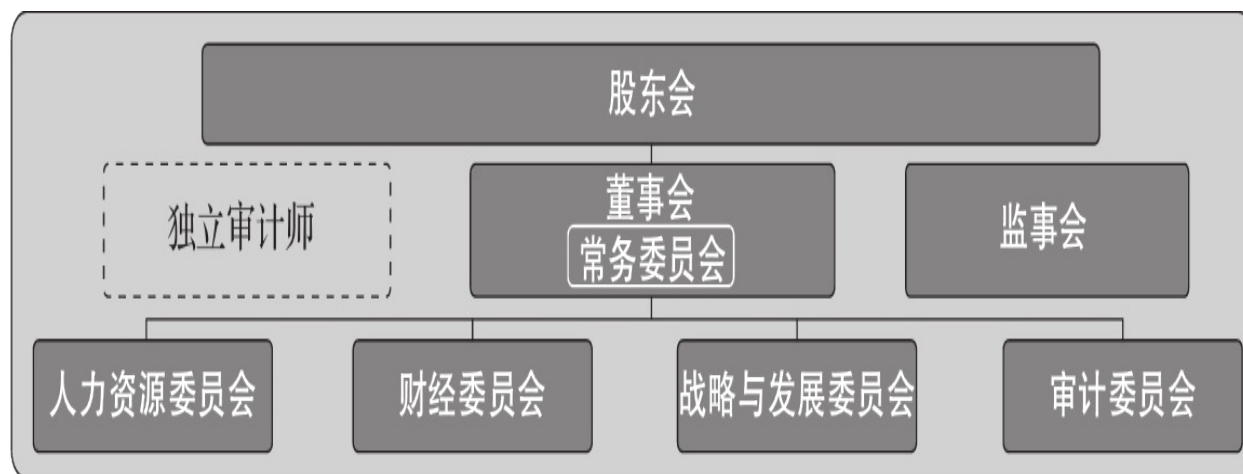 股东会
独立审计师
董事会
常务委员会
监事会
人力资源委员会
财经委员会
战略与发展委员会
审计委员会